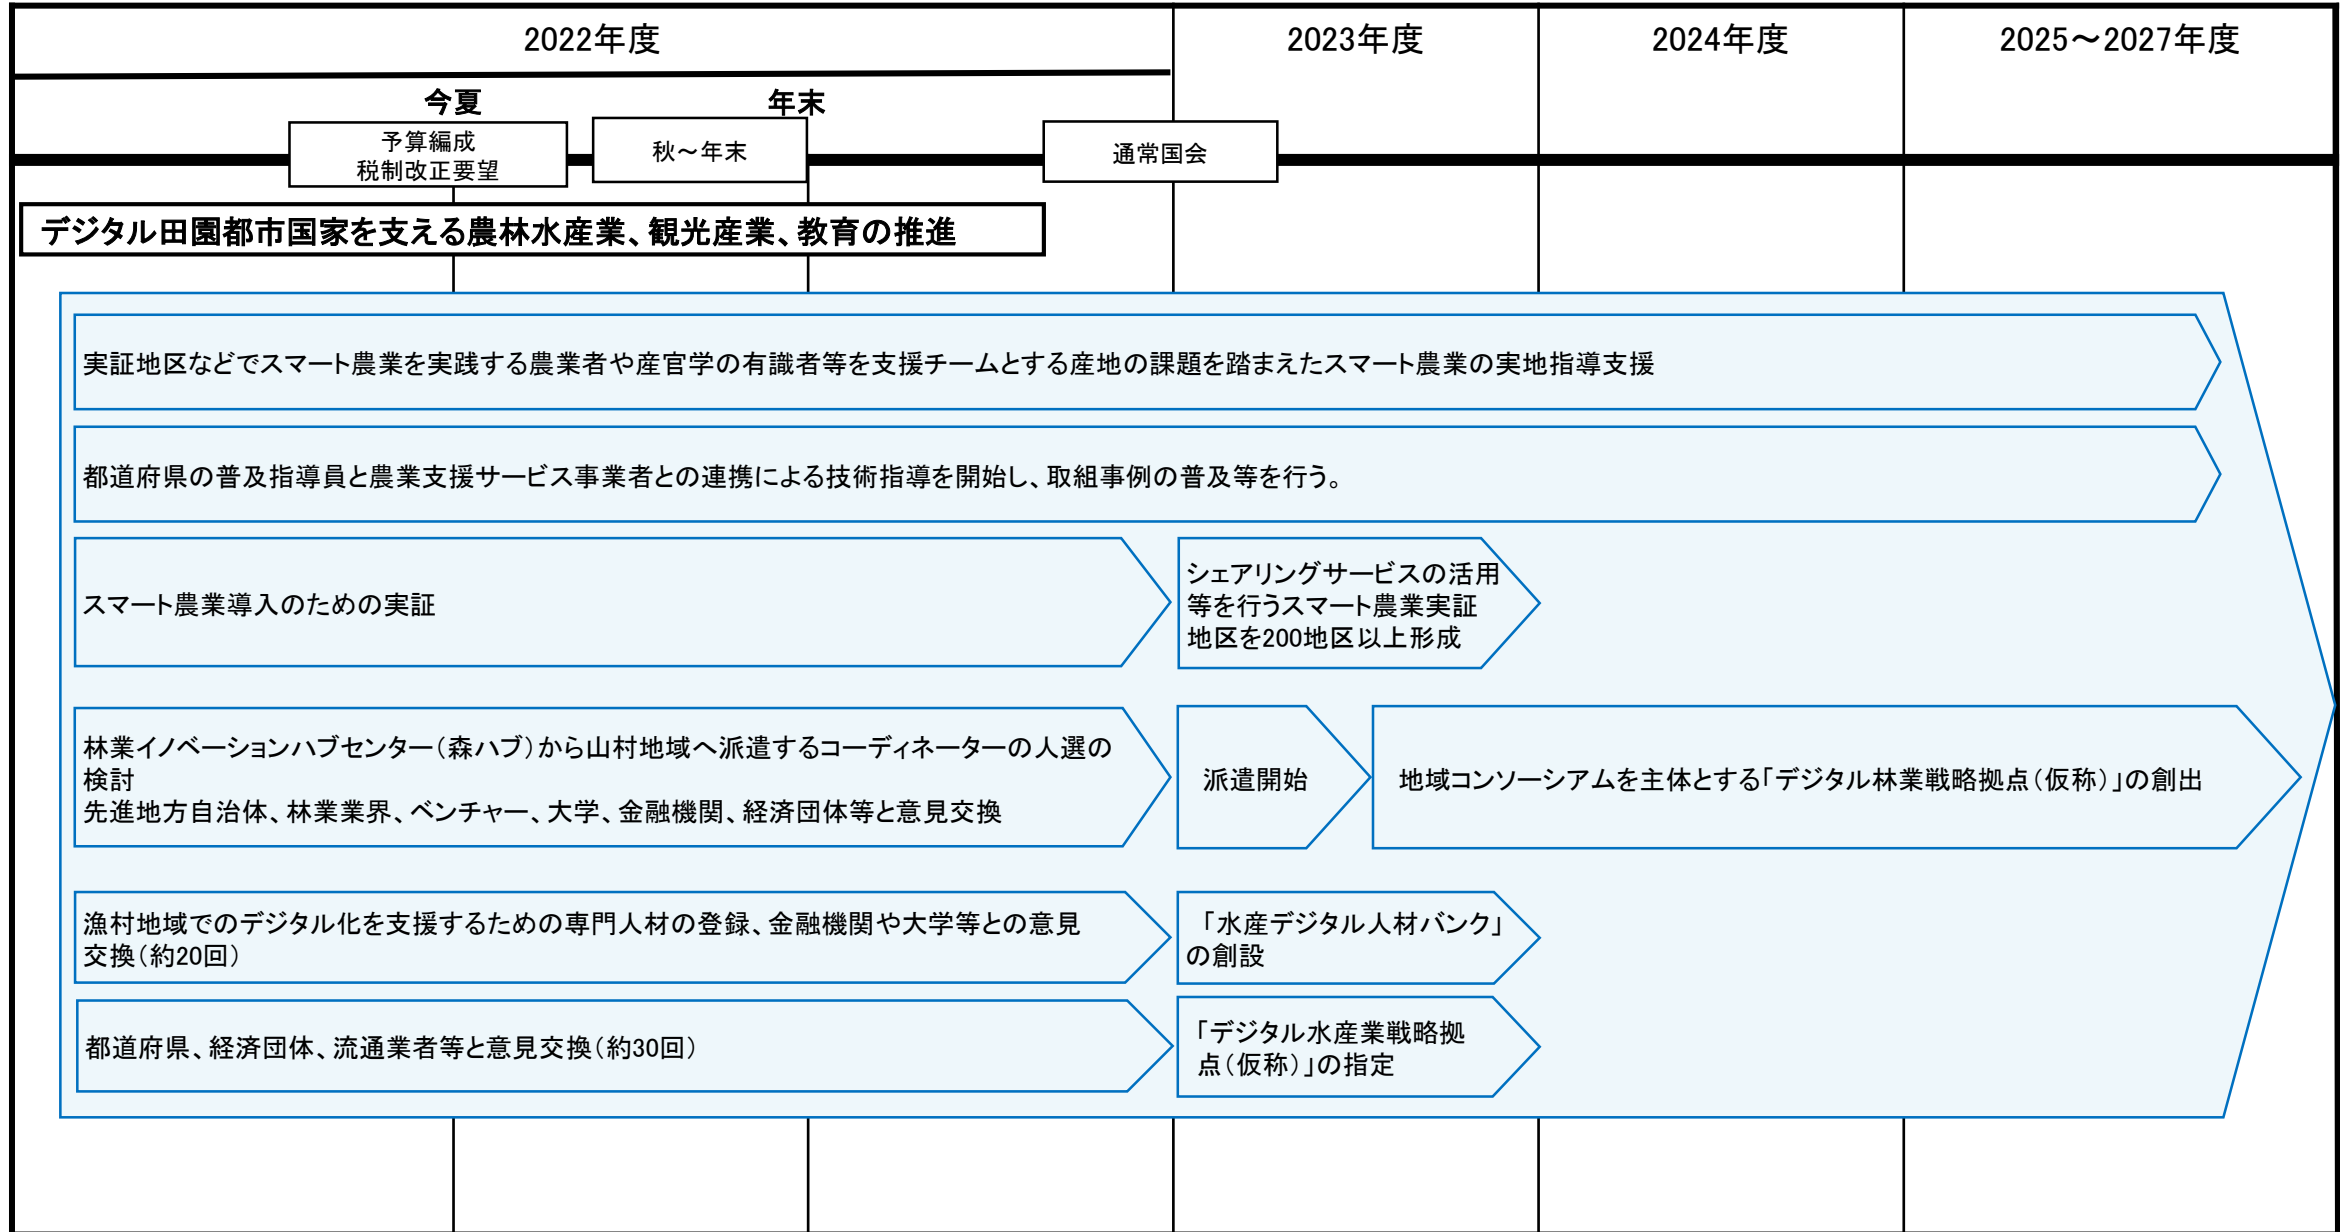 2022年度
2023年度
2024年度
2025～2027年度
今夏
年末
予算編成
税制改正要望
秋～年末
通常国会
デジタル田園都市国家を支える農林水産業、観光産業、教育の推進
実証地区などでスマート農業を実践する農業者や産官学の有識者等を支援チームとする産地の課題を踏まえたスマート農業の実地指導支援
都道府県の普及指導員と農業支援サービス事業者との連携による技術指導を開始し、取組事例の普及等を行う。
スマート農業導入のための実証
シェアリングサービスの活用
等を行うスマート農業実証
地区を200地区以上形成
林業イノベーションハブセンター（森ハブ）から山村地域へ派遣するコーディネーターの人選の
検討
先進地方自治体、林業業界、ベンチャー、大学、金融機関、経済団体等と意見交換
派遣開始
地域コンソーシアムを主体とする「デジタル林業戦略拠点（仮称）」の創出
漁村地域でのデジタル化を支援するための専門人材の登録、金融機関や大学等との意見
交換（約20回）
「水産デジタル人材バンク」
の創設
都道府県、経済団体、流通業者等と意見交換（約30回）
「デジタル水産業戦略拠
点（仮称）」の指定